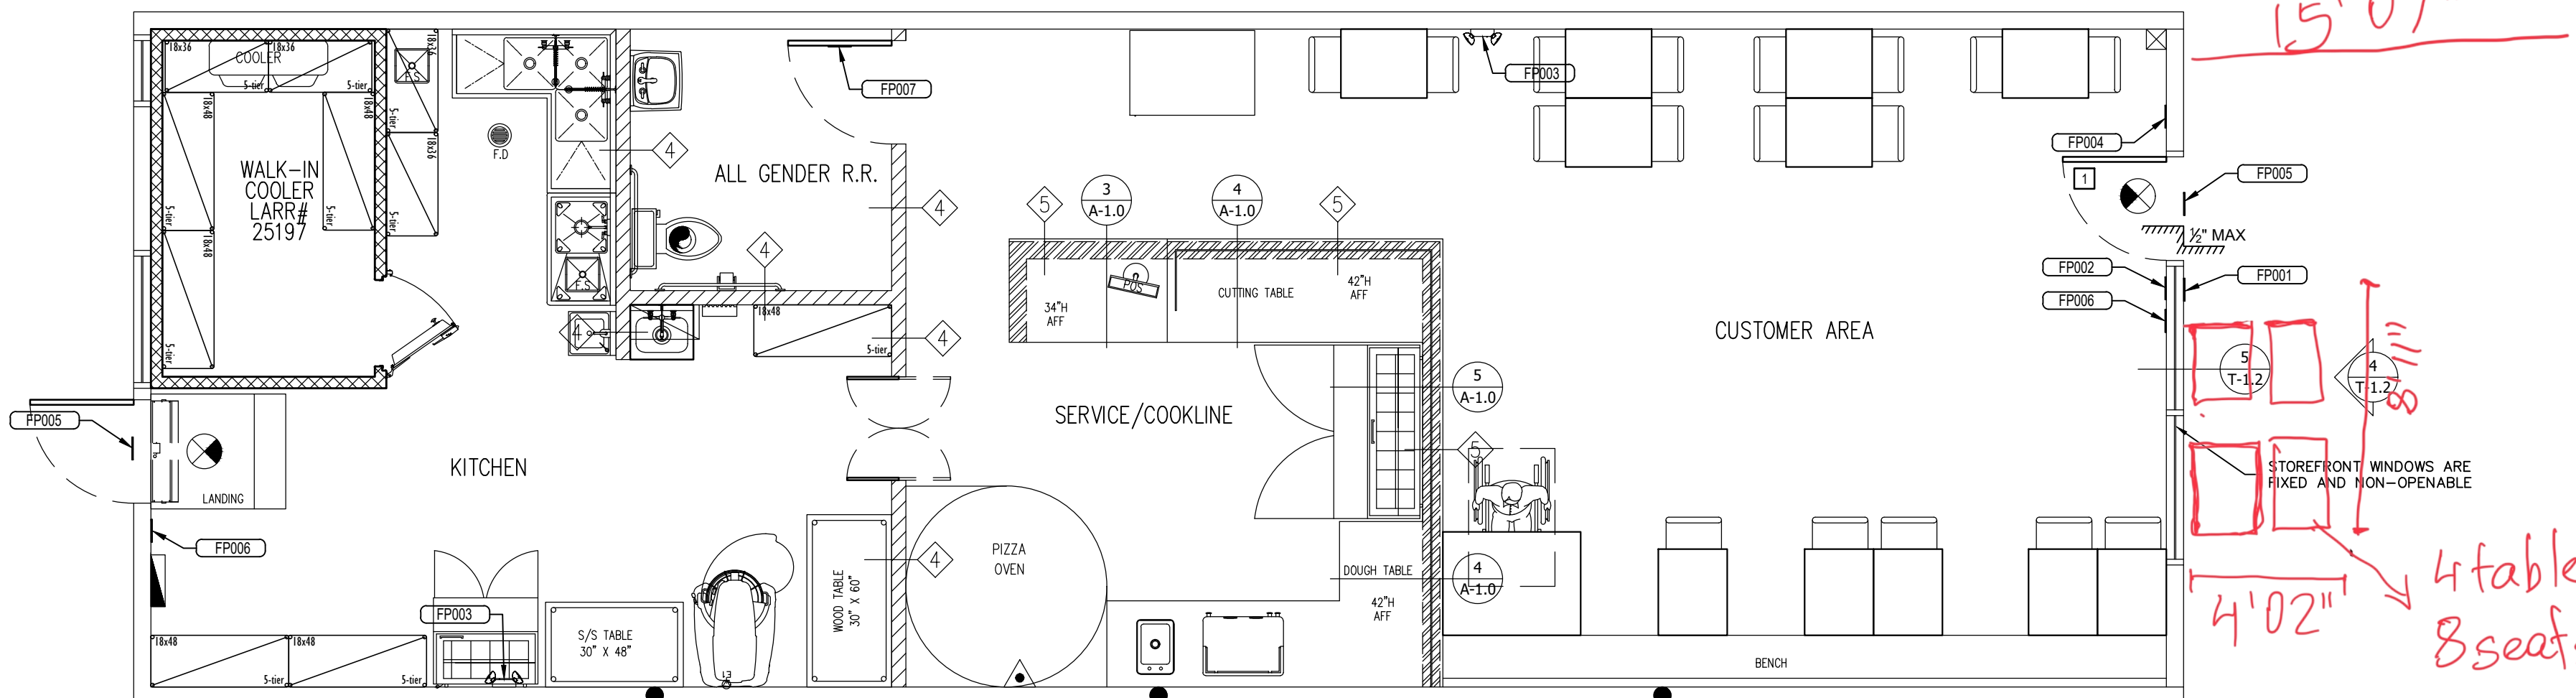 15'07"
18x36
18x36
COOLER
5-tier
5-tier
18x36
F.S
5-tier
18x48
18x48
18x36
FP003
FP007
F.D
FP004
WALK-IN
COOLER
LARR#
25197
4
ALL GENDER R.R.
5
3
A-1.0
4
A-1.0
5
1
FP005
5-tier
5-tier
5-tier
4
18x48
4
½" MAX
FP002
FP001
F.S
34"H
AFF
POS
CUTTING TABLE
42"H
AFF
FP006
18x48
4
4
5-tier
5-tier
CUSTOMER AREA
5
T-1.2
4
T-1.2
8'11"
5
A-1.0
FP005
SERVICE/COOKLINE
5
KITCHEN
LANDING
STOREFRONT WINDOWS ARE
FIXED AND NON-OPENABLE
FP006
PIZZA
OVEN
4
DOUGH TABLE
4
A-1.0
4 table
4'02"
8 seat
FP003
WOOD TABLE
30" X 60"
42"H
AFF
18x48
18x48
S/S TABLE
30" X 48"
5-tier
5-tier
BENCH